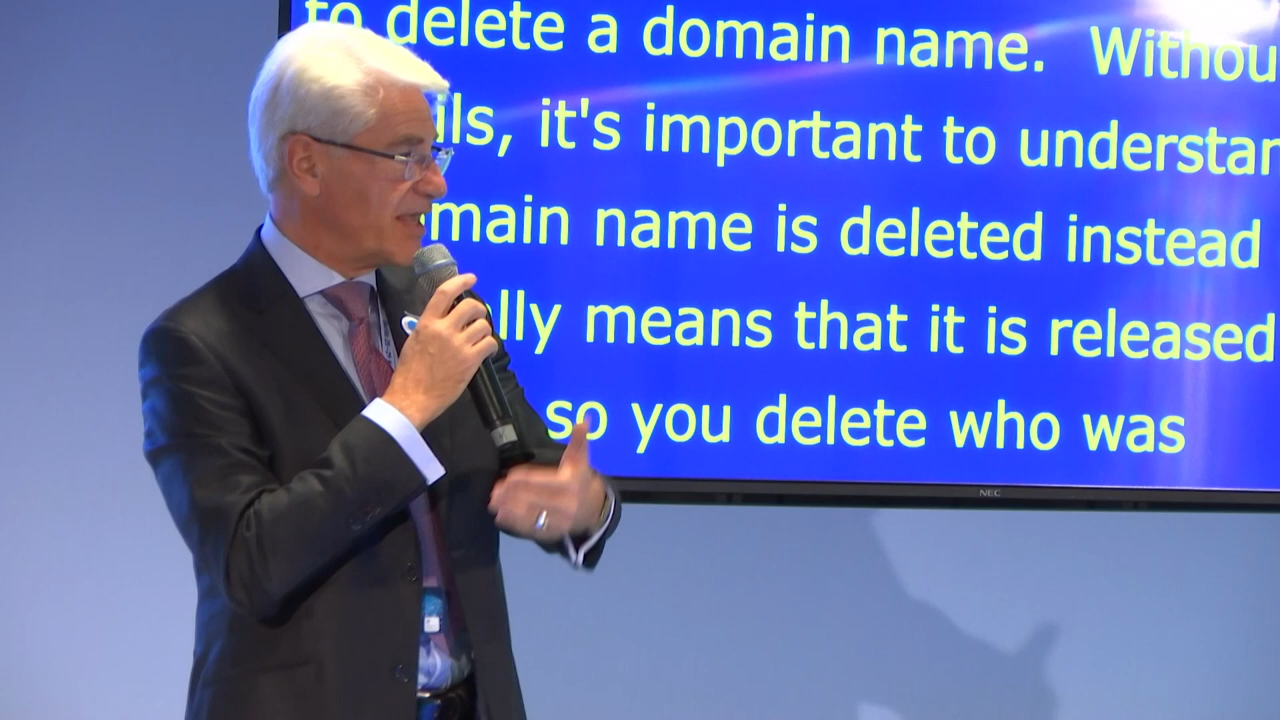 to delete a domain name. Withou
ils, it's important to understan
main name is deleted instead
lly means that it is released
so you delete who was
NEC